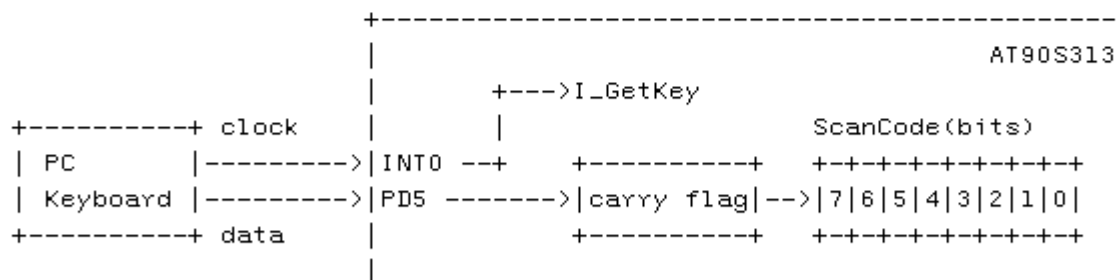 AT90S313
+--->I_GetKey
clock ScanCode(bits)
PC INT0
Keyboard PD5 carry flag 7|6|5|4|3|2|1|0
data